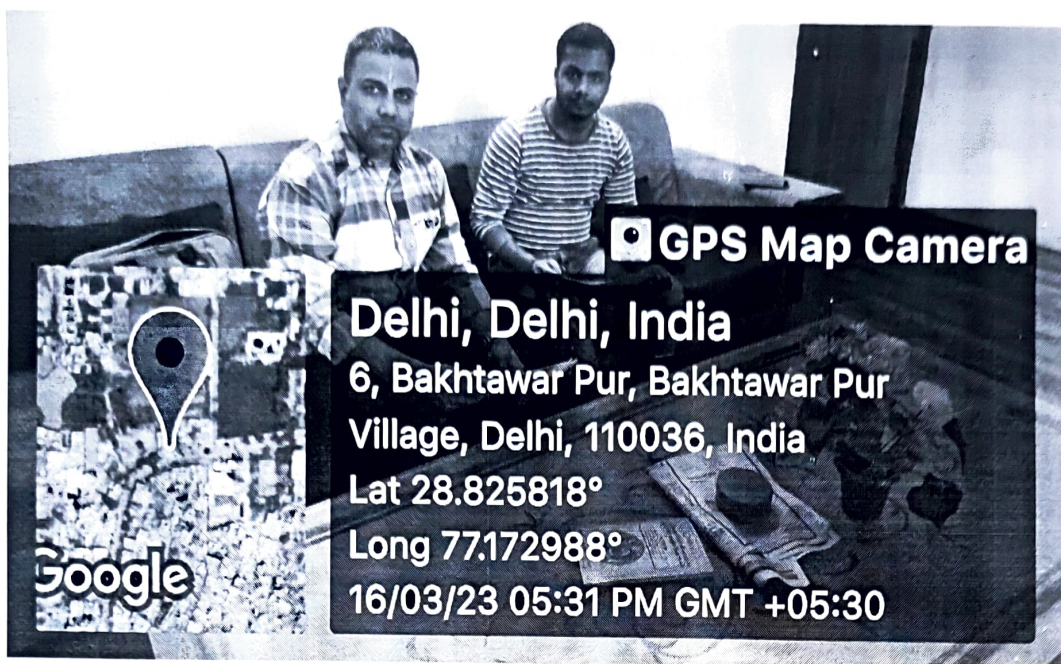 GPS Map Camera
Delhi, Delhi, India
6, Bakhtawar Pur, Bakhtawar Pur
Village, Delhi, 110036, India
Lat 28.825818°
Long 77.172988°
16/03/23 05:31 PM GMT +05:30
Google